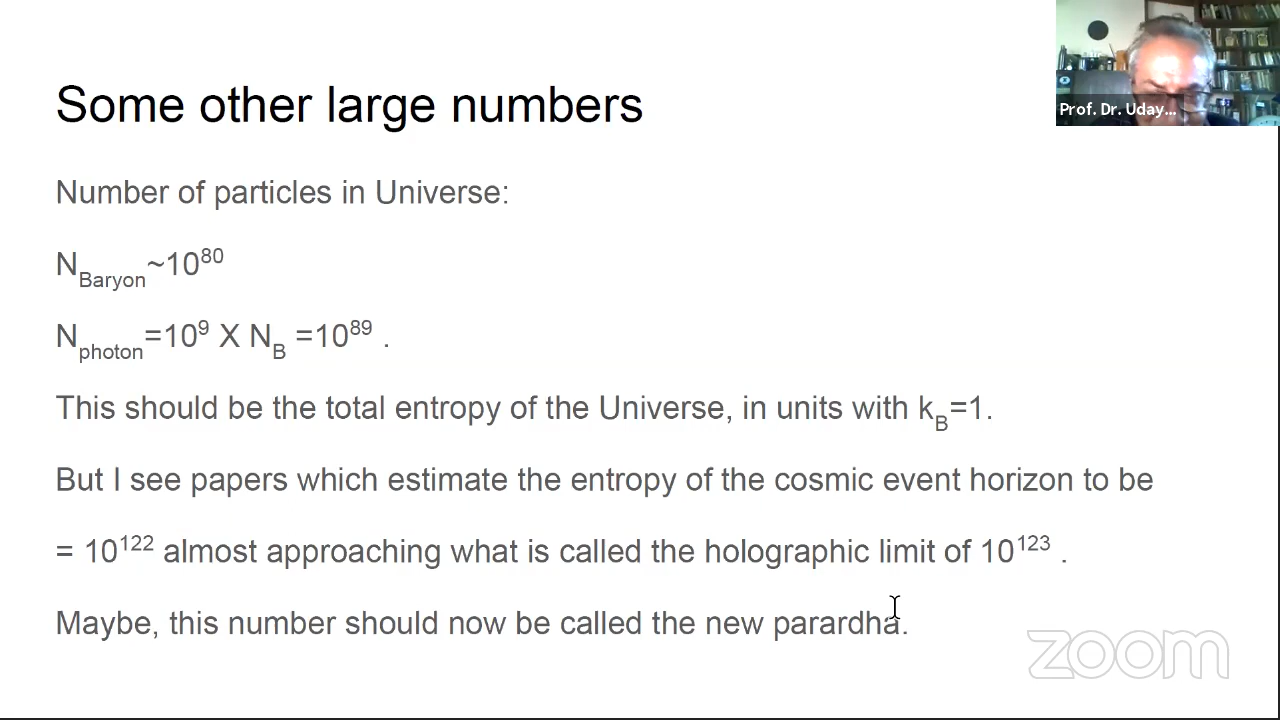 Prof. Dr. Uday...
Some other large numbers
Number of particles in Universe:
N_Baryon~10^80
N_photon=10^9 X N_B =10^89 .
This should be the total entropy of the Universe, in units with k_B=1.
But I see papers which estimate the entropy of the cosmic event horizon to be
= 10^122 almost approaching what is called the holographic limit of 10^123 .
Maybe, this number should now be called the new parardha.
zoom